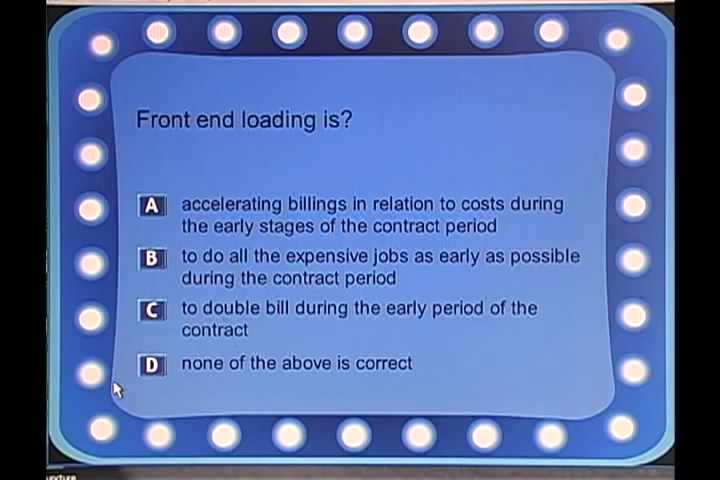 Front end loading is?
A accelerating billings in relation to costs during
the early stages of the contract period
B to do all the expensive jobs as early as possible
during the contract period
C to double bill during the early period of the
contract
D none of the above is correct